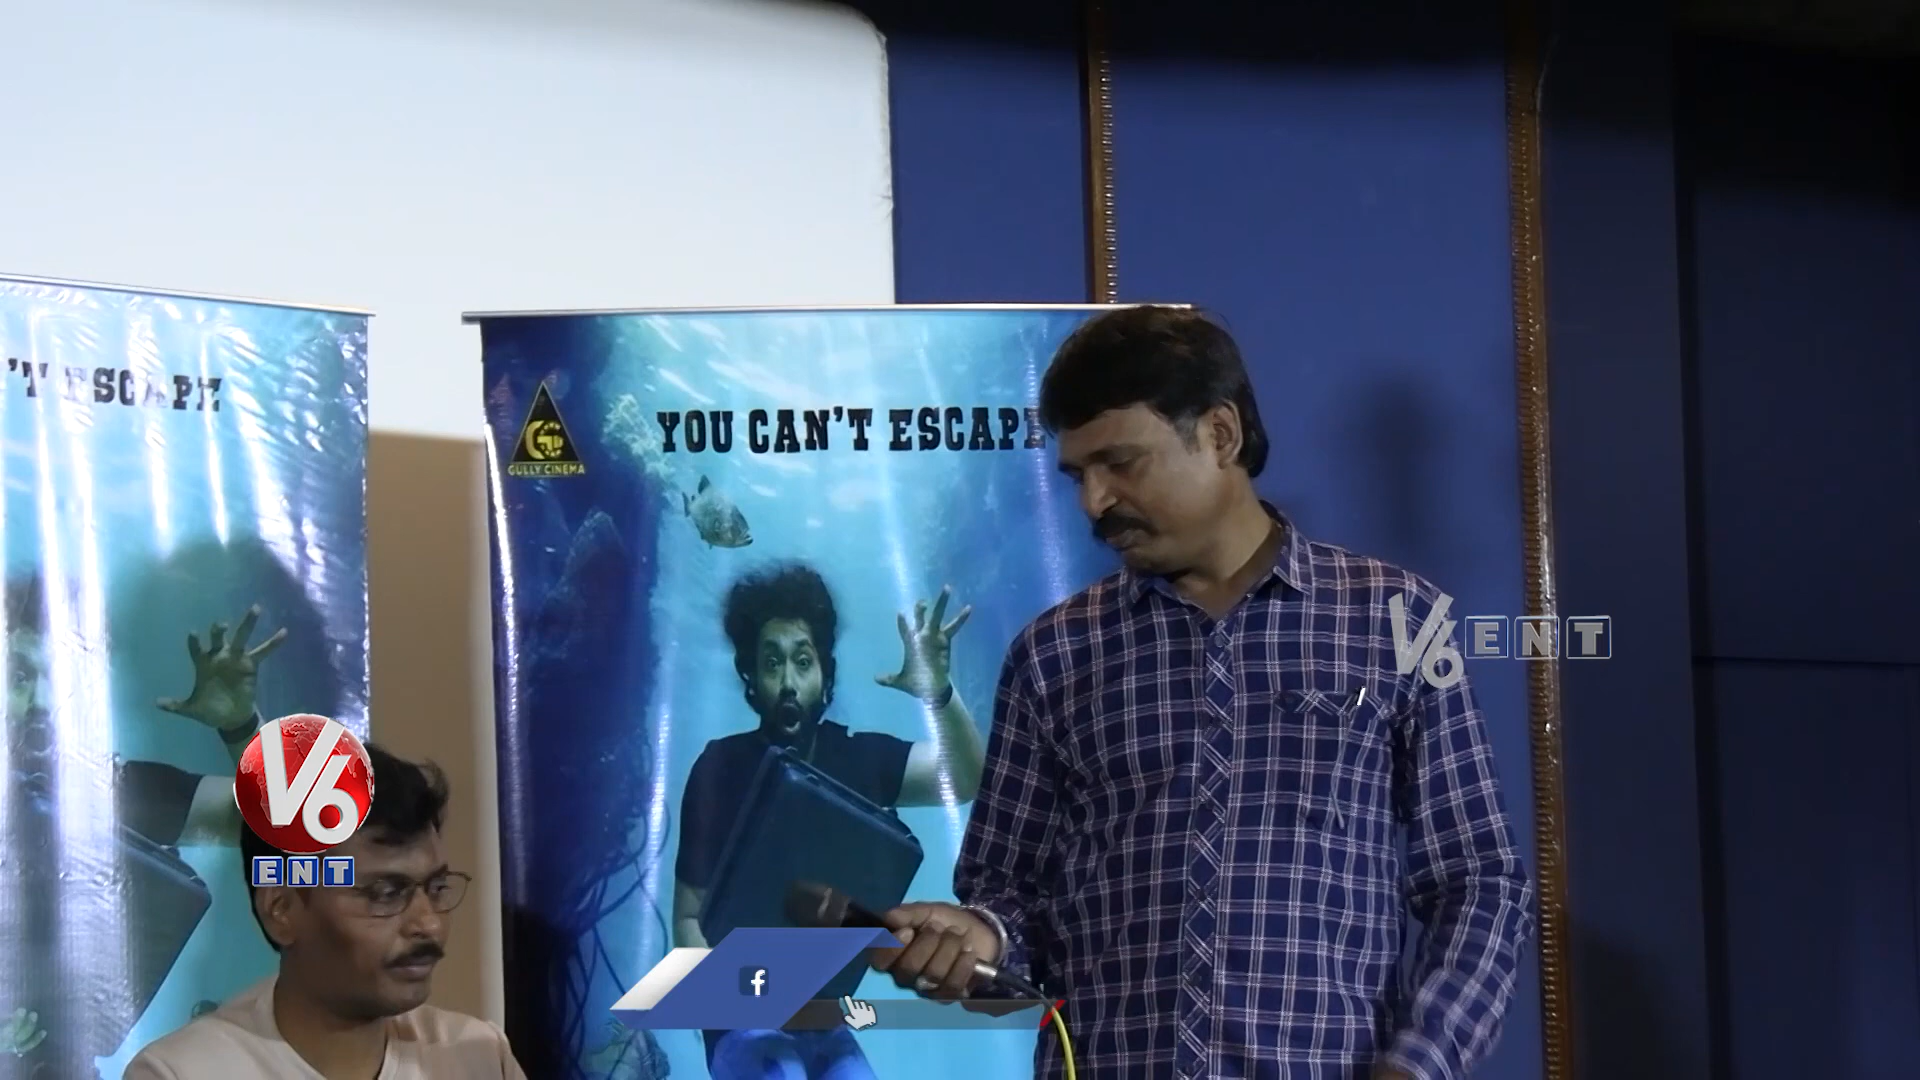 'T ESCAPE
YOU CAN'T ESCAPE
GULLY CINEMA
V6
ENT
V6 ENT
f